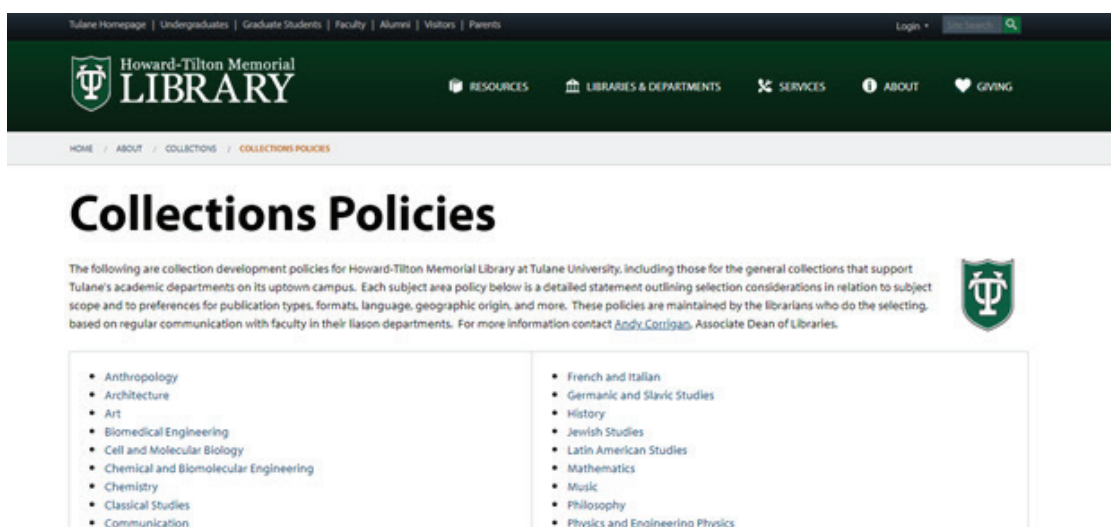 Tulane Homepage | Undergraduates | Graduate Students | Faculty | Alumni | Visitors | Parents
Login
Site Search
Howard-Tilton Memorial
LIBRARY
RESOURCES
LIBRARIES & DEPARTMENTS
SERVICES
ABOUT
GIVING
HOME / ABOUT / COLLECTIONS / COLLECTIONS POLICIES
Collections Policies
The following are collection development policies for Howard-Tilton Memorial Library at Tulane University, including those for the general collections that support
Tulane's academic departments on its uptown campus. Each subject area policy below is a detailed statement outlining selection considerations in relation to subject
scope and to preferences for publication types, formats, language, geographic origin, and more. These policies are maintained by the librarians who do the selecting,
based on regular communication with faculty in their liason departments. For more information contact Andy Corrigan, Associate Dean of Libraries.
• Anthropology
• Architecture
• Art
• Biomedical Engineering
• Cell and Molecular Biology
• Chemical and Biomolecular Engineering
• Chemistry
• Classical Studies
• Communication
• French and Italian
• Germanic and Slavic Studies
• History
• Jewish Studies
• Latin American Studies
• Mathematics
• Music
• Philosophy
• Physics and Engineering Physics